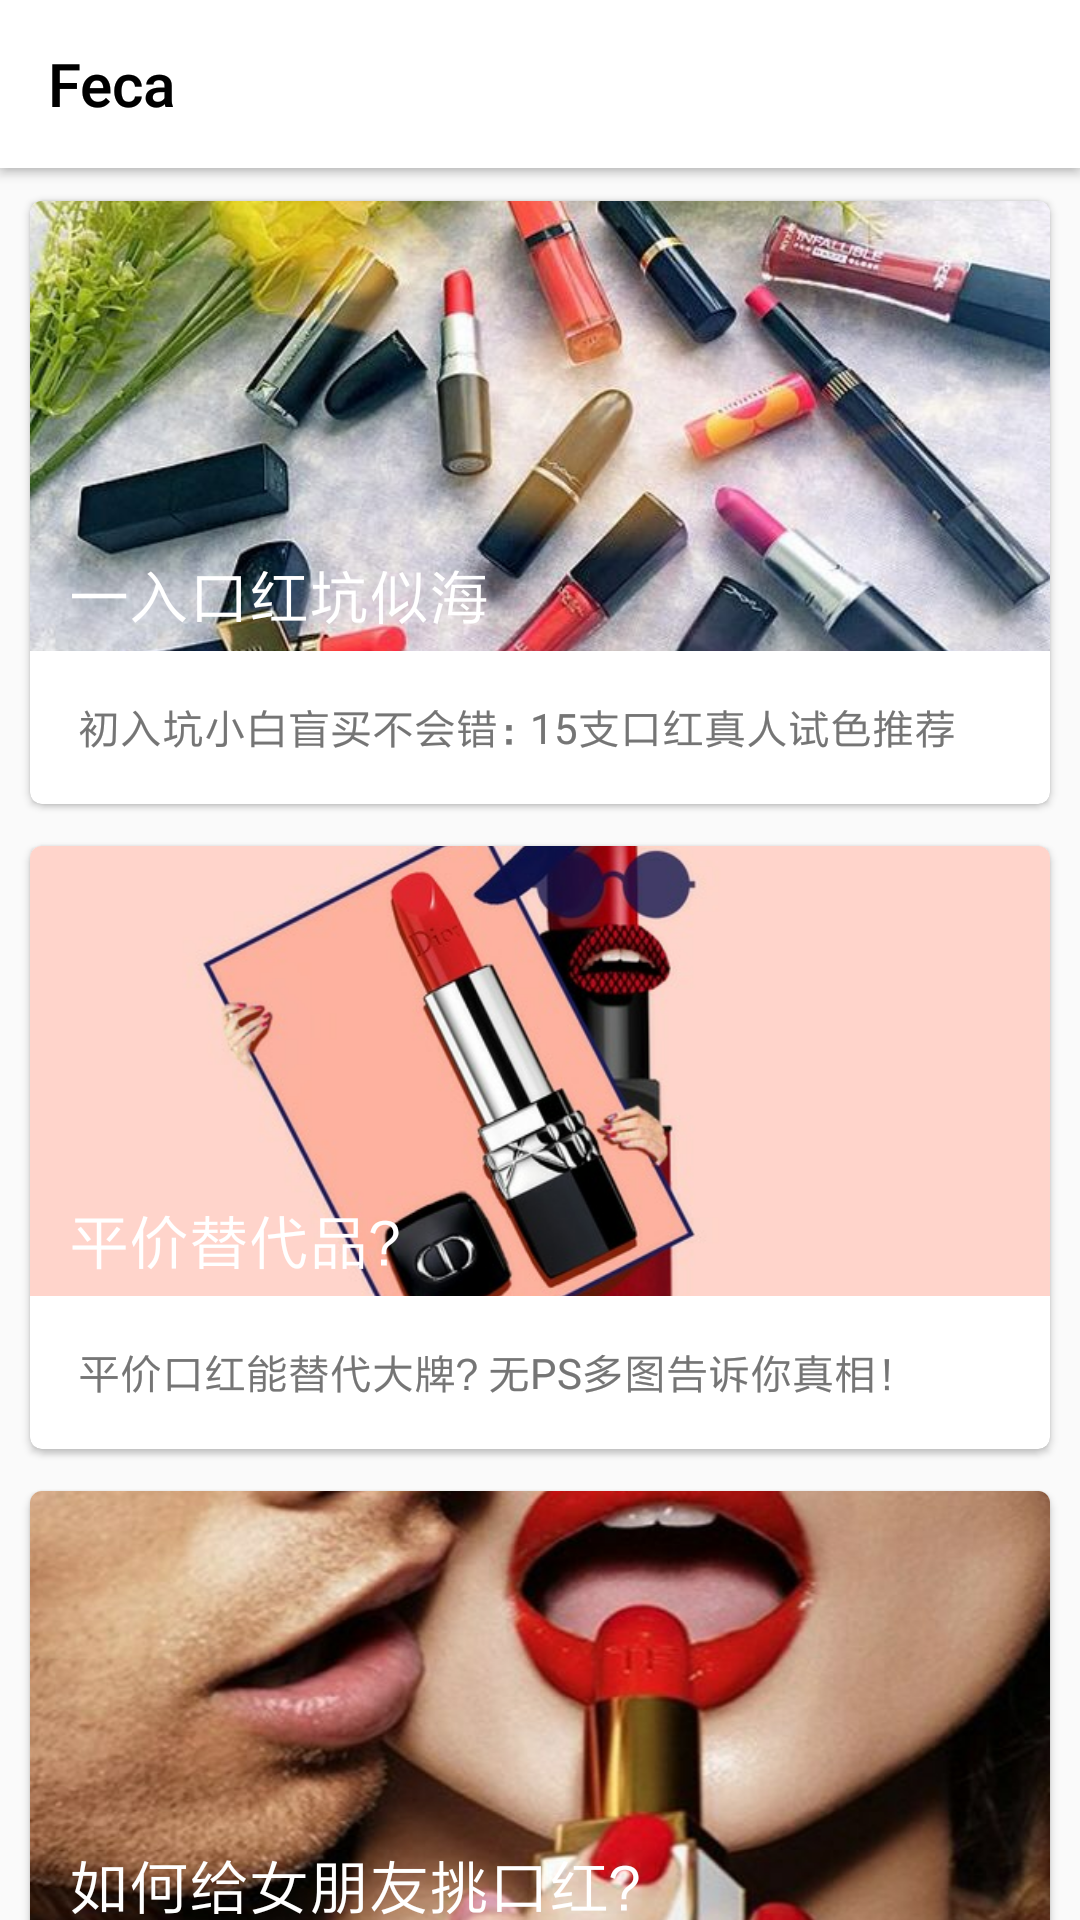 Feca
INFALLIBLE
一入口红坑似海
初入坑小白盲买不会错：15支口红真人试色推荐
Dior
平价替代品?
平价口红能替代大牌? 无PS多图告诉你真相！
如何给女朋友挑口红?